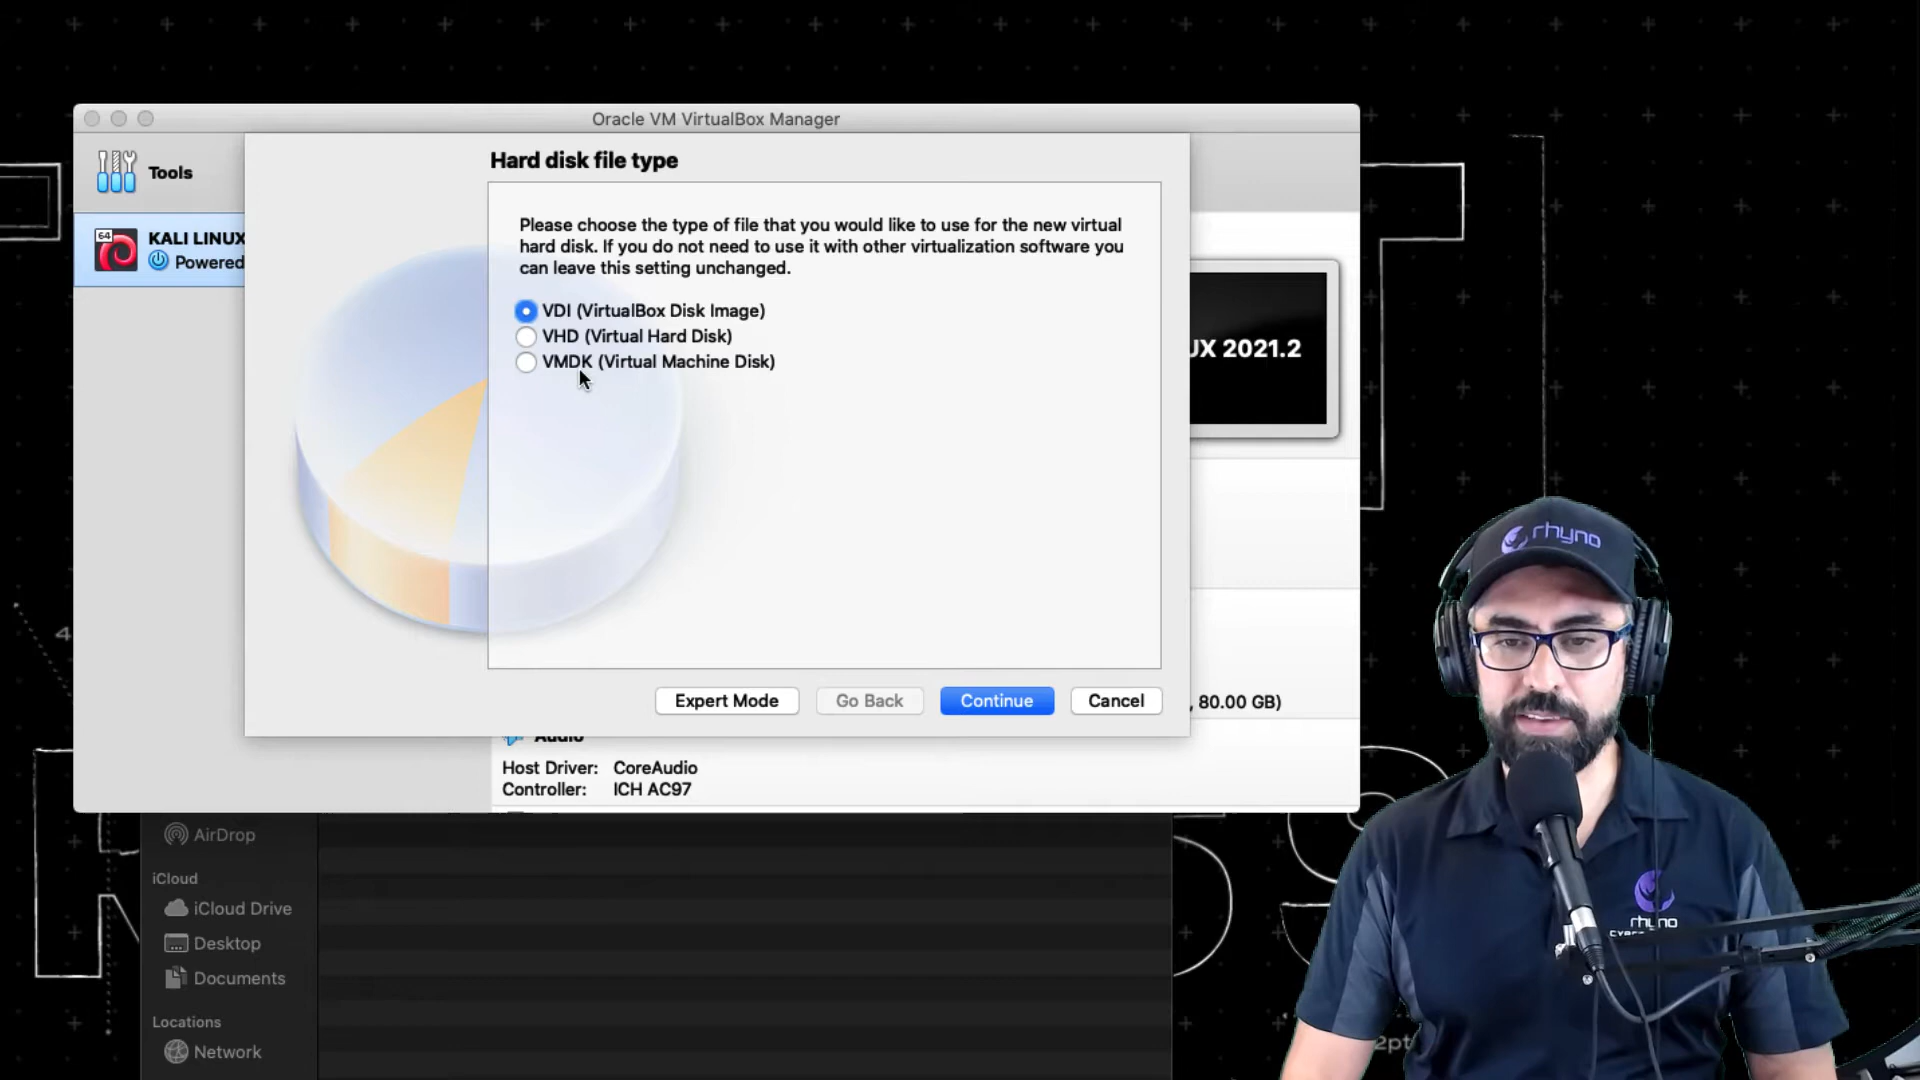 Oracle VM VirtualBox Manager
Tools
Hard disk file type
64
KALI LINUX
Powered
Please choose the type of file that you would like to use for the new virtual
hard disk. If you do not need to use it with other virtualization software you
can leave this setting unchanged.
VDI (VirtualBox Disk Image)
VHD (Virtual Hard Disk)
VMDK (Virtual Machine Disk)
UX 2021.2
Expert Mode
Go Back
Continue
Cancel
, 80.00 GB)
Audio
Host Driver: CoreAudio
Controller: ICH AC97
AirDrop
iCloud
iCloud Drive
Desktop
Documents
Locations
Network
rhyno
rhyno
4
2pt